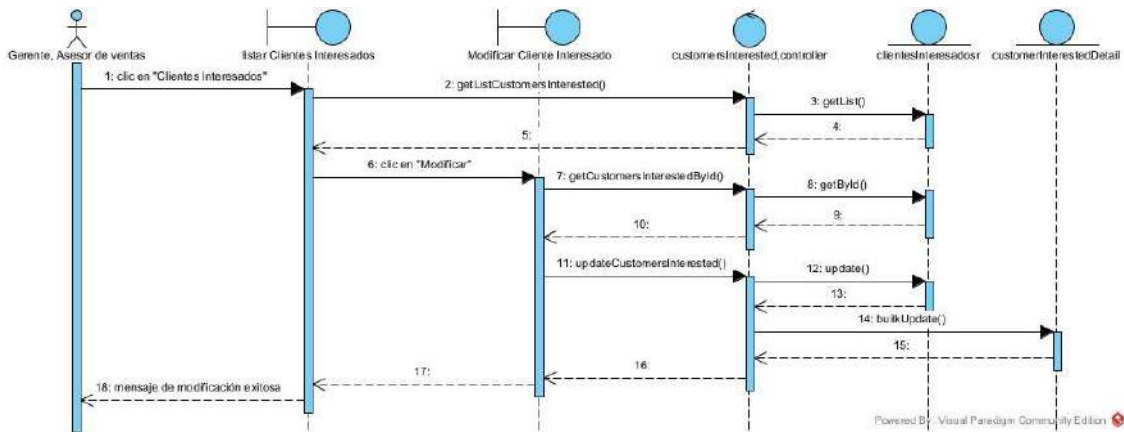 Gerente, Asesor de ventas
listar Clientes Interesados
Modificar Cliente Interesado
customersInterested.controller
clientesInteresadosr
customerInterestedDetail
1: clic en "Clientes Interesados"
2: getListCustomersInterested()
3: getList()
4:
5:
6: clic en "Modificar"
7: getCustomersInterestedById()
8: getById()
9:
10:
11: updateCustomersInterested()
12: update()
13:
14: bullkUpdate()
15:
16:
17:
18: mensaje de modificación exitosa
Powered By: Visual Paradigm Community Edition